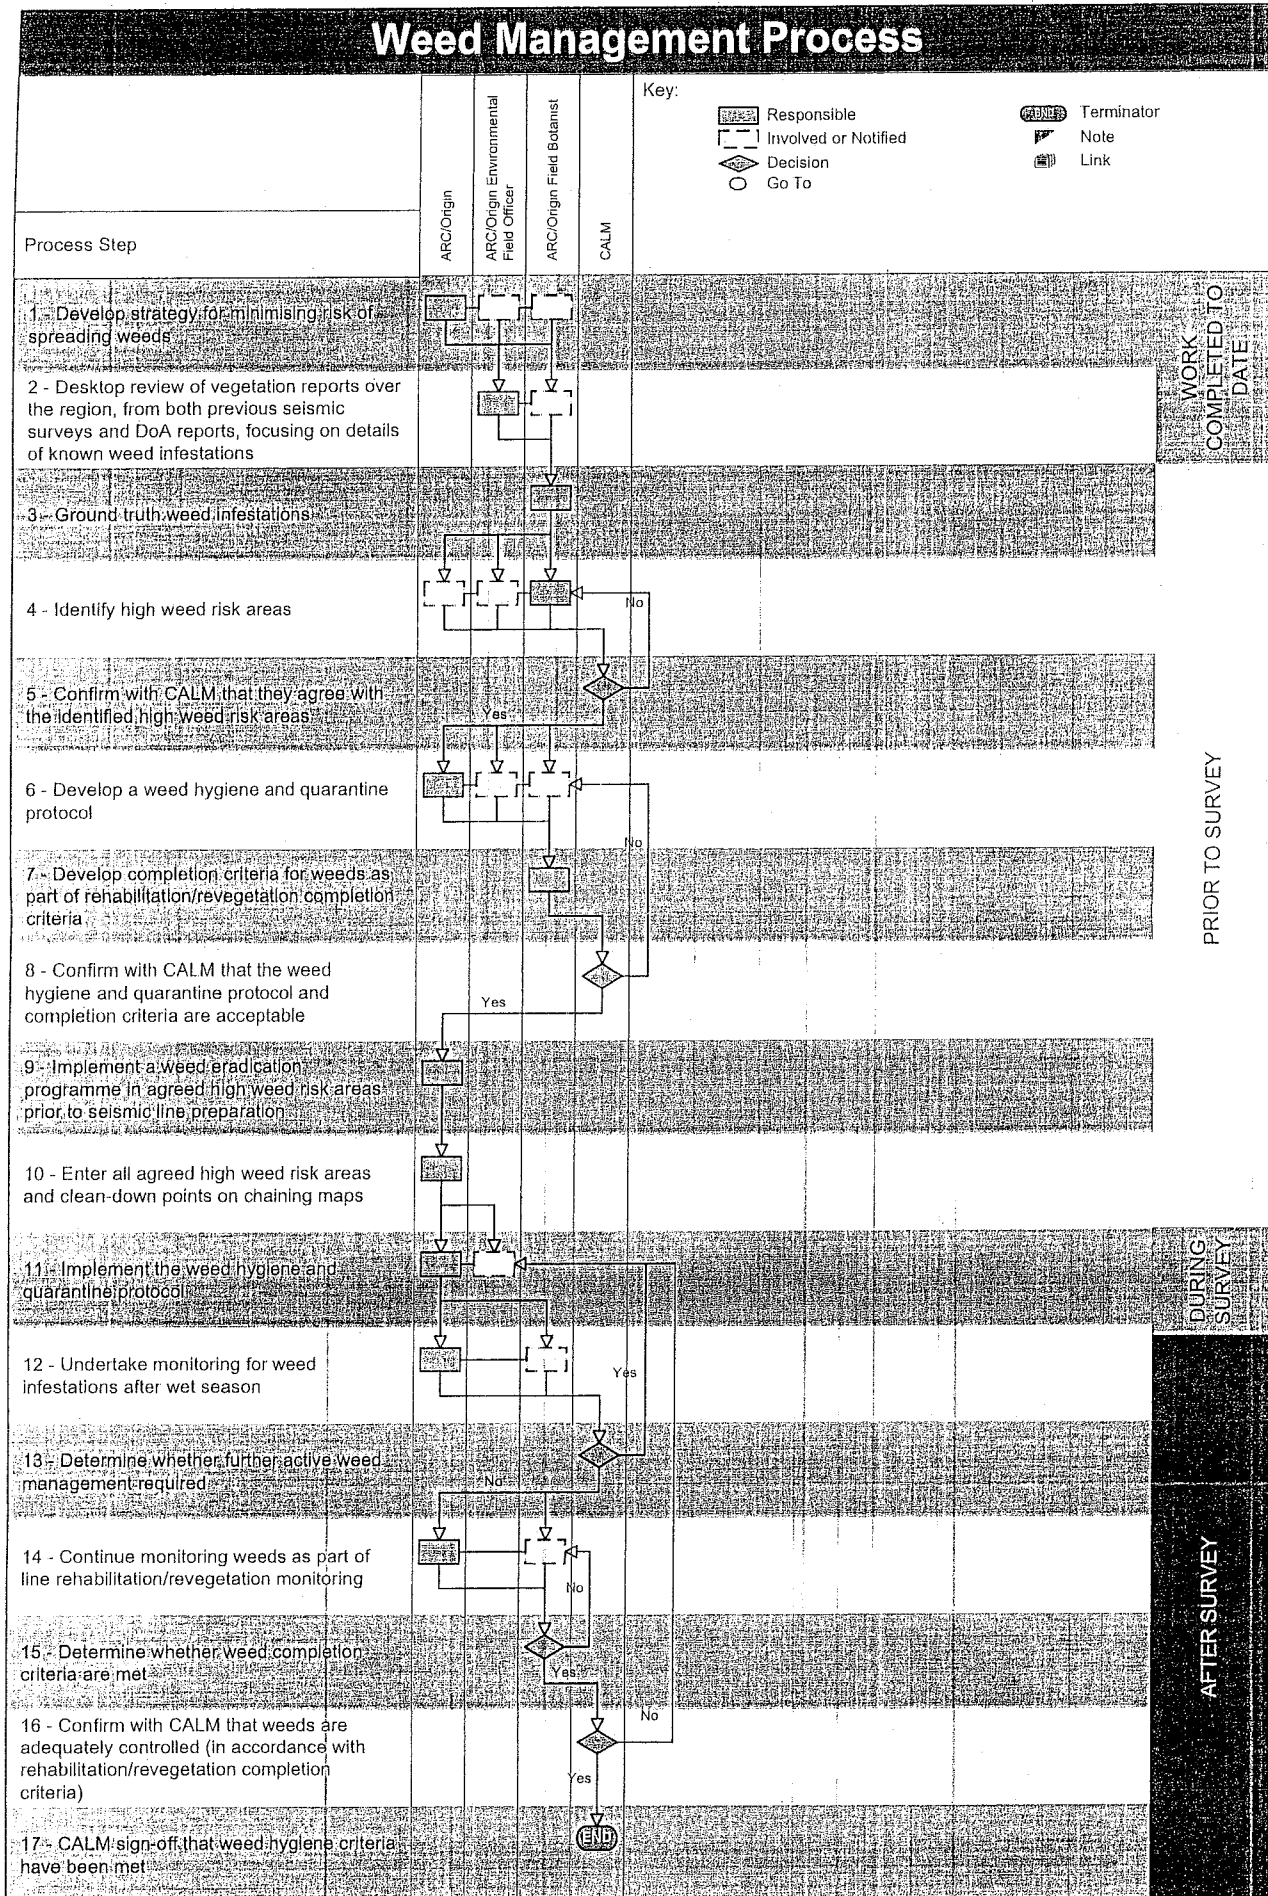 Weed Management Process
Key:
Responsible
Involved or Notified
Decision
Go To
END
Terminator
Note
Link
Process Step
ARC/Origin
ARC/Origin Environmental
Field Officer
ARC/Origin Field Botanist
CALM
1 - Develop strategy for minimising risk of
spreading weeds
WORK
COMPLETED TO
DATE
2 - Desktop review of vegetation reports over
the region, from both previous seismic
surveys and DoA reports, focusing on details
of known weed infestations
3 - Ground truth weed infestations
4 - Identify high weed risk areas
No
5 - Confirm with CALM that they agree with
the identified high weed risk areas
Yes
6 - Develop a weed hygiene and quarantine
protocol
No
PRIOR TO SURVEY
7 - Develop completion criteria for weeds as
part of rehabilitation/revegetation completion
criteria
8 - Confirm with CALM that the weed
hygiene and quarantine protocol and
completion criteria are acceptable
Yes
9 - Implement a weed eradication
programme in agreed high weed risk areas
prior to seismic line preparation
10 - Enter all agreed high weed risk areas
and clean-down points on chaining maps
11 - Implement the weed hygiene and
quarantine protocol
DURING
SURVEY
12 - Undertake monitoring for weed
infestations after wet season
Yes
13 - Determine whether further active weed
management required
No
14 - Continue monitoring weeds as part of
line rehabilitation/revegetation monitoring
No
AFTER SURVEY
15 - Determine whether weed completion
criteria are met
Yes
16 - Confirm with CALM that weeds are
adequately controlled (in accordance with
rehabilitation/revegetation completion
criteria)
No
Yes
17 - CALM sign-off that weed hygiene criteria
have been met
END